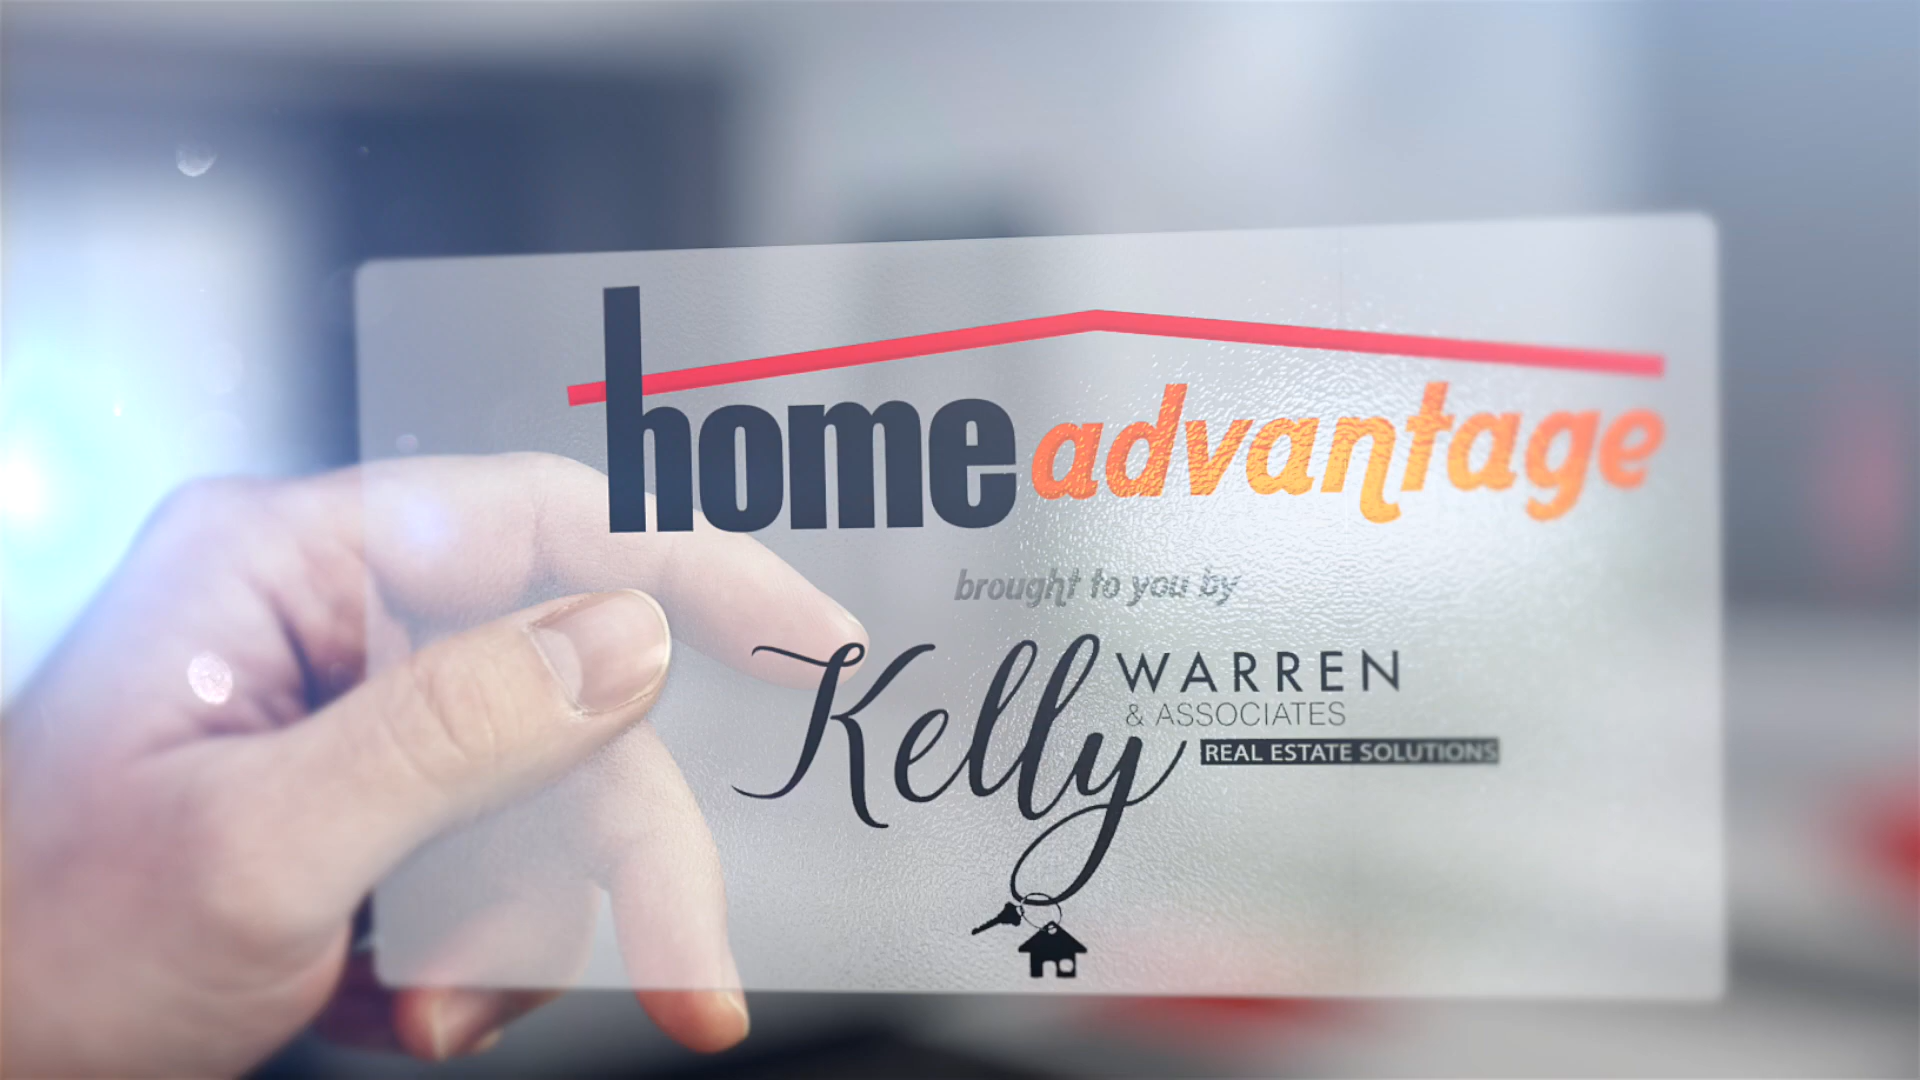 home advantage
brought to you by
Kelly WARREN
& ASSOCIATES
REAL ESTATE SOLUTIONS